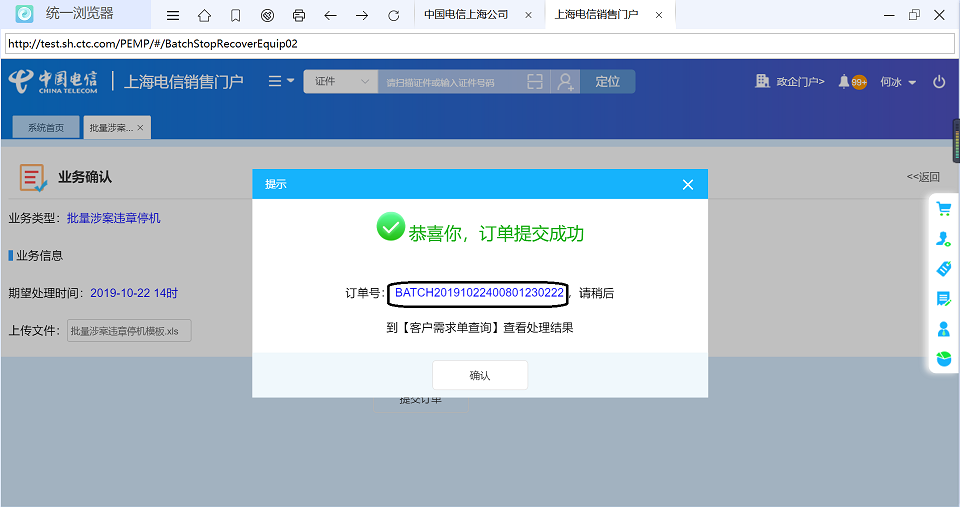 统一浏览器
中国电信上海公司 ×
上海电信销售门户 ×
http://test.sh.ctc.com/PEMP/#/BatchStopRecoverEquip02
中国电信
CHINA TELECOM
上海电信销售门户
证件
请扫描证件或输入证件号码
定位
政企门户>
99+
何冰
系统首页
批量涉案... ×
业务确认
<<返回
业务类型: 批量涉案违章停机
业务信息
期望处理时间: 2019-10-22 14时
上传文件: 批量涉案违章停机模板.xls
提示
恭喜你，订单提交成功
订单号: BATCH20191022400801230222，请稍后
到【客户需求单查询】查看处理结果
确认
提交订单